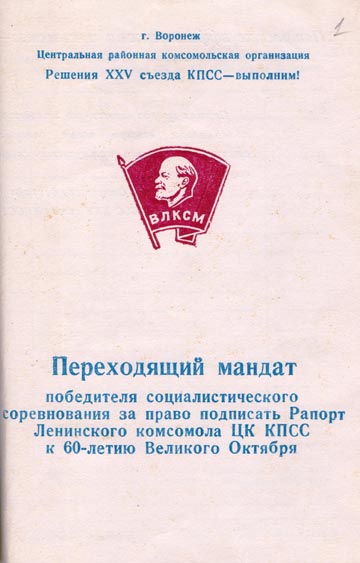 1
г. Воронеж
Центральная районная комсомольская организация
Решения XXV съезда КПСС—выполним!
ВЛКСМ
Переходящий мандат
победителя социалистического
соревнования за право подписать Рапорт
Ленинского комсомола ЦК КПСС
к 60-летию Великого Октября